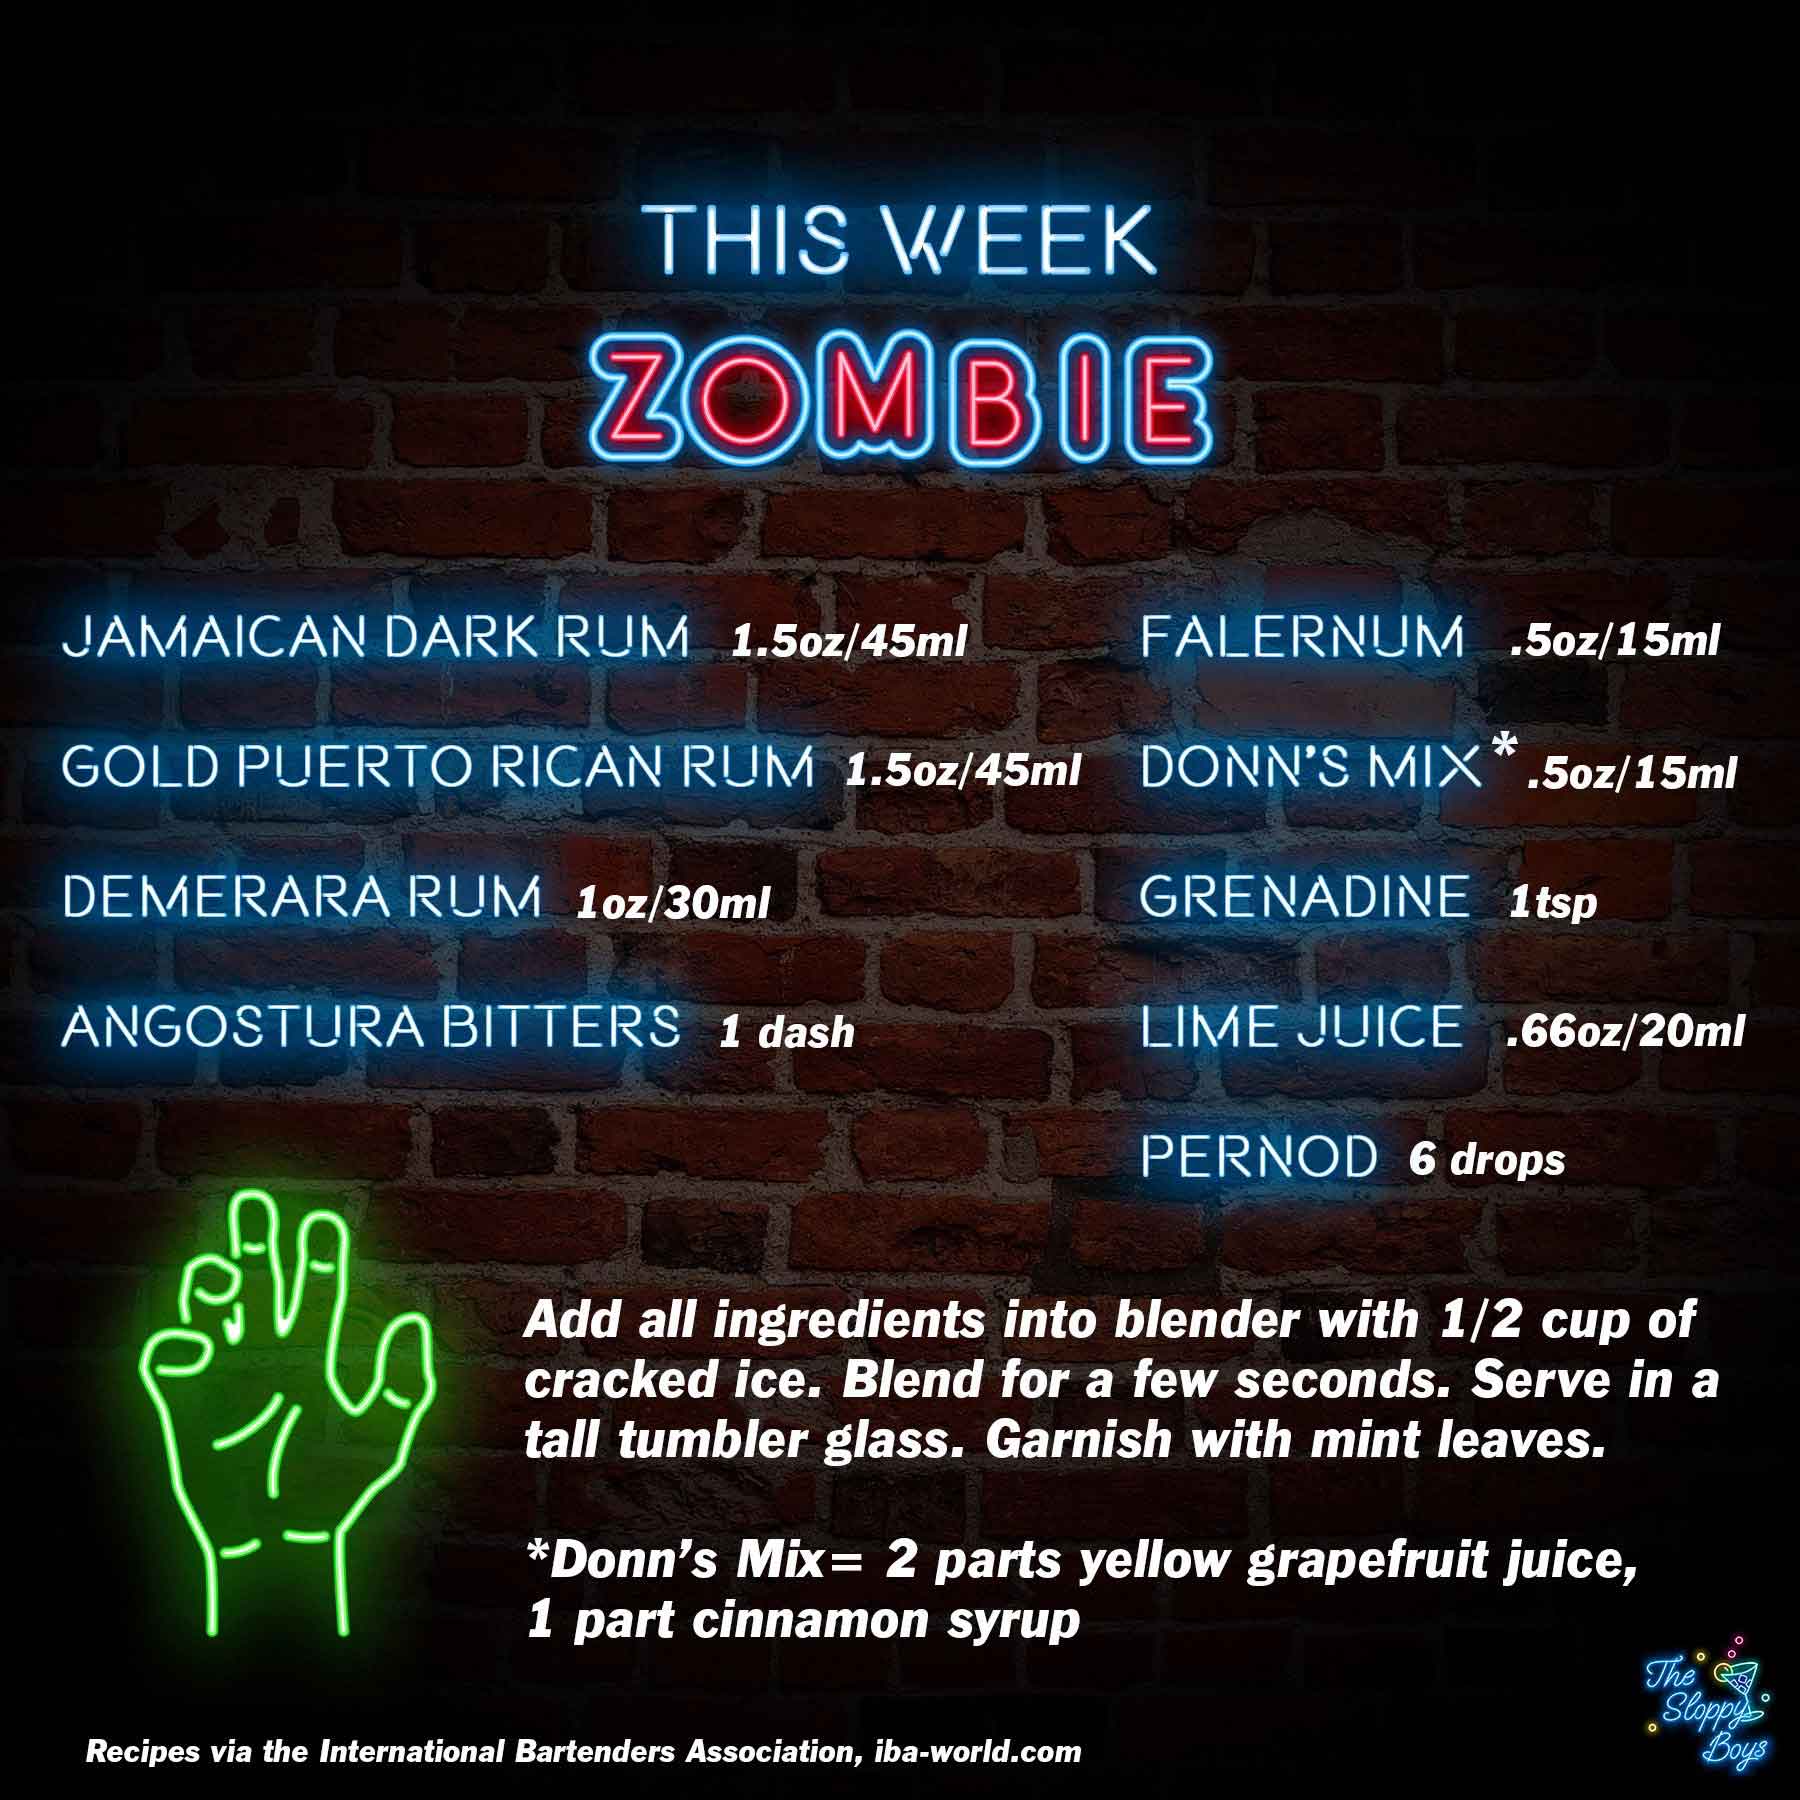 THIS WEEK
ZOMBIE
JAMAICAN DARK RUM 1.5oz/45ml
GOLD PUERTO RICAN RUM 1.5oz/45ml
DEMERARA RUM 1oz/30ml
ANGOSTURA BITTERS 1 dash
FALERNUM .5oz/15ml
DONN'S MIX* .5oz/15ml
GRENADINE 1tsp
LIME JUICE .66oz/20ml
PERNOD 6 drops
Add all ingredients into blender with 1/2 cup of
cracked ice. Blend for a few seconds. Serve in a
tall tumbler glass. Garnish with mint leaves.
*Donn's Mix= 2 parts yellow grapefruit juice,
1 part cinnamon syrup
Recipes via the International Bartenders Association, iba-world.com
The
Sloppy
Boys